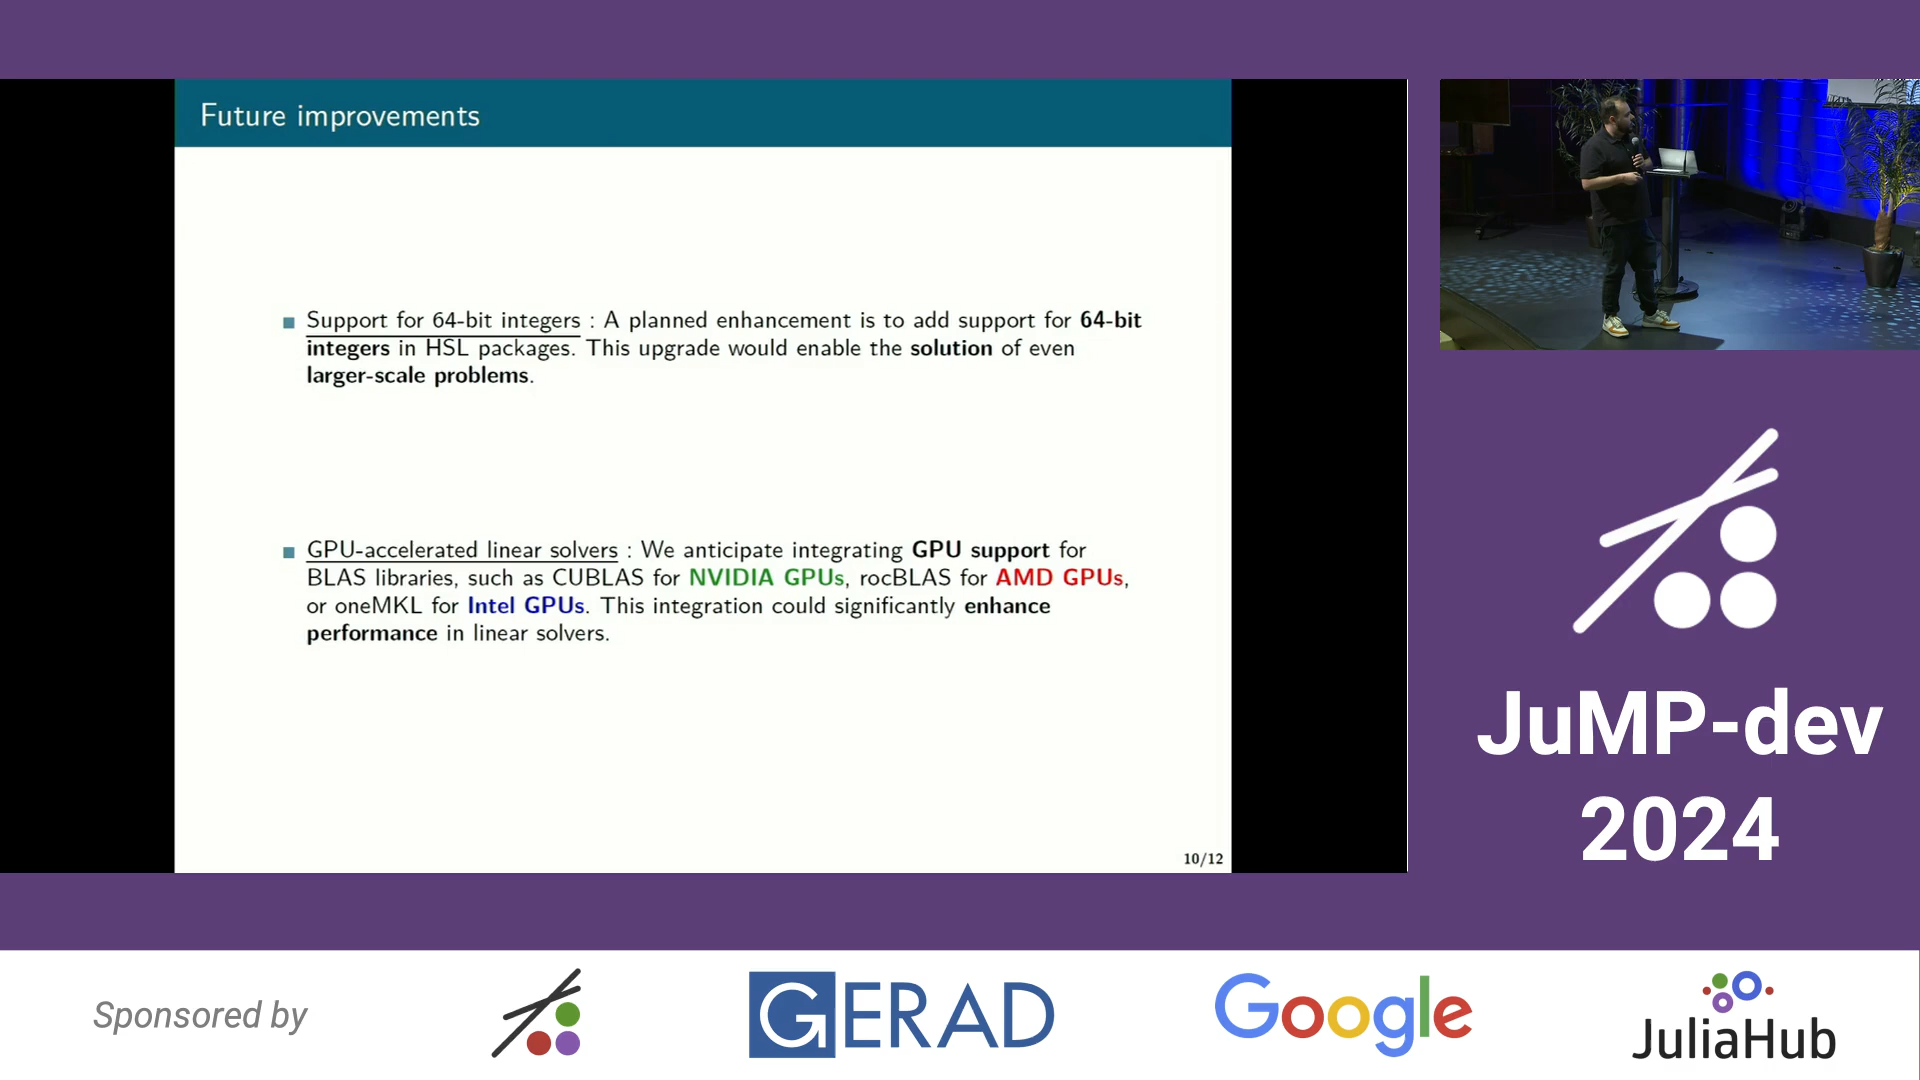 Future improvements
Support for 64-bit integers : A planned enhancement is to add support for 64-bit
integers in HSL packages. This upgrade would enable the solution of even
larger-scale problems.
GPU-accelerated linear solvers : We anticipate integrating GPU support for
BLAS libraries, such as CUBLAS for NVIDIA GPUs, rocBLAS for AMD GPUs,
or oneMKL for Intel GPUs. This integration could significantly enhance
performance in linear solvers.
10/12
JuMP-dev
2024
Sponsored by
GERAD
Google
JuliaHub